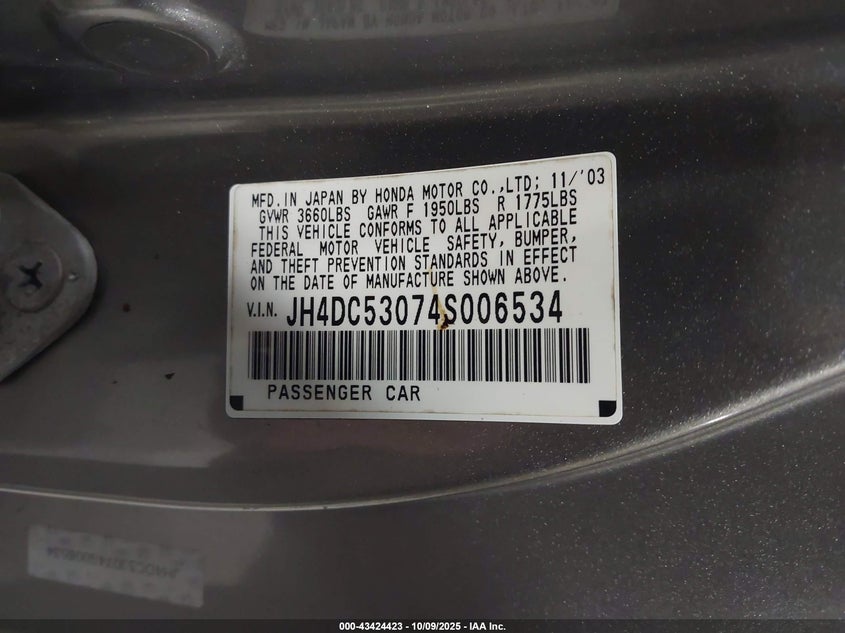 MFD. IN JAPAN BY HONDA MOTOR CO.,LTD; 11/'03
GVWR 3660LBS GAWR F 1950LBS R 1775LBS
THIS VEHICLE CONFORMS TO ALL APPLICABLE
FEDERAL MOTOR VEHICLE SAFETY, BUMPER,
AND THEFT PREVENTION STANDARDS IN EFFECT
ON THE DATE OF MANUFACTURE SHOWN ABOVE.
V.I.N. JH4DC53074S006534
PASSENGER CAR
000-43424423 - 10/09/2025 - IAA Inc.